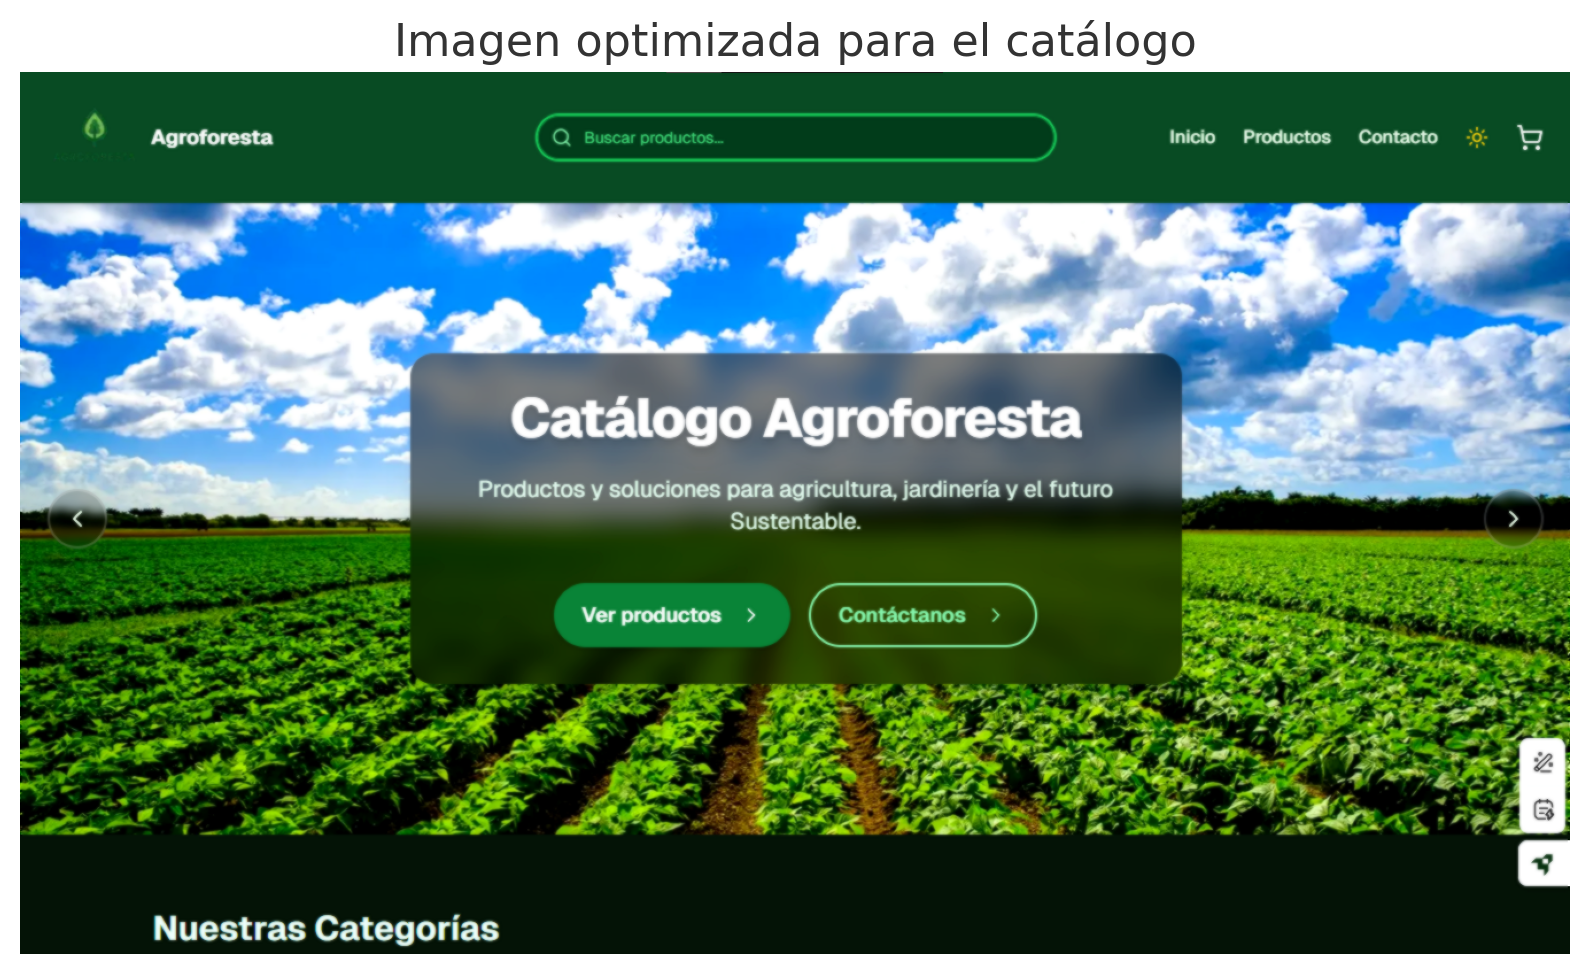 Imagen optimizada para el catálogo
Agroforesta
Buscar productos...
Inicio
Productos
Contacto
Catálogo Agroforesta
Productos y soluciones para agricultura, jardinería y el futuro
Sustentable.
Ver productos
Contáctanos
Nuestras Categorías